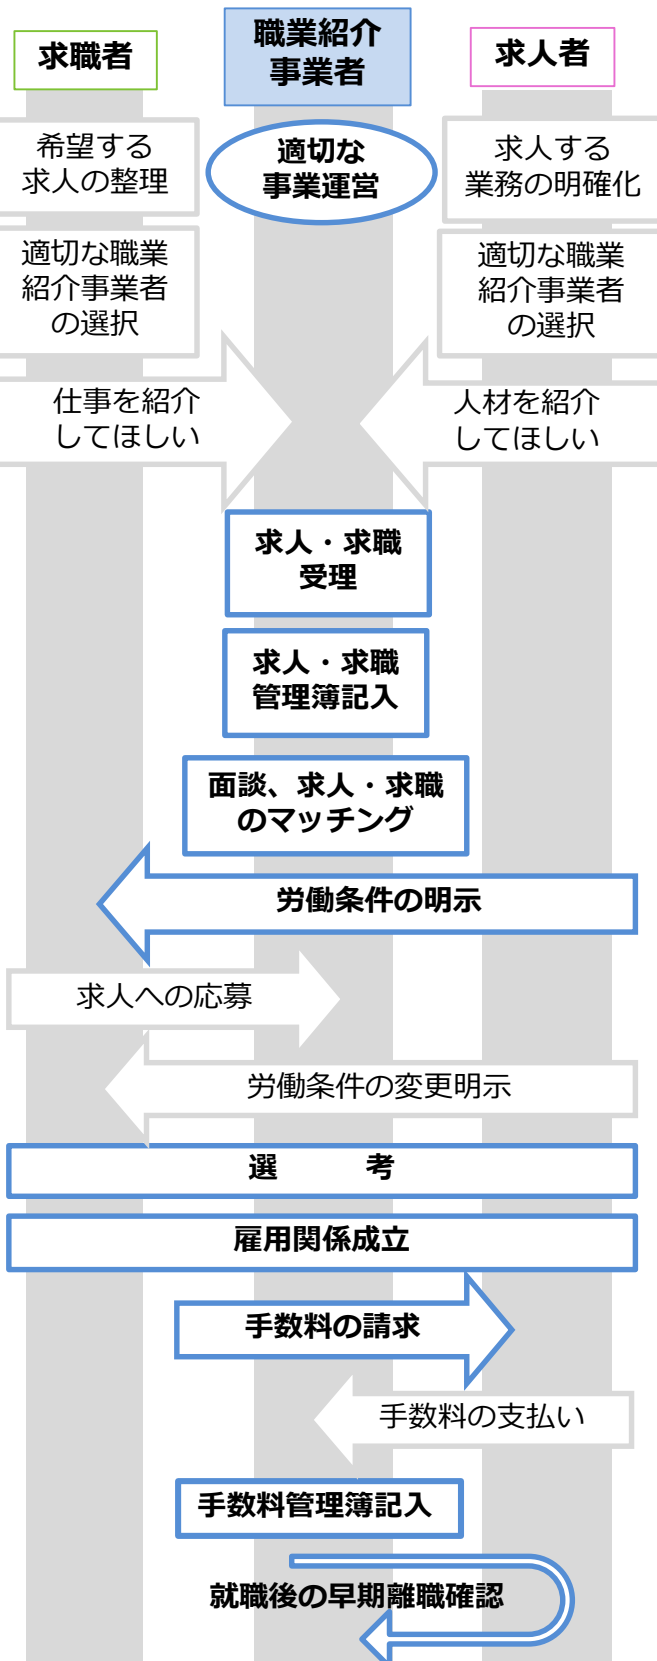 求職者
職業紹介
事業者
求人者
希望する
求人の整理
適切な
事業運営
求人する
業務の明確化
適切な職業
紹介事業者
の選択
適切な職業
紹介事業者
の選択
仕事を紹介
してほしい
人材を紹介
してほしい
求人・求職
受理
求人・求職
管理簿記入
面談、求人・求職
のマッチング
労働条件の明示
求人への応募
労働条件の変更明示
選　　　考
雇用関係成立
手数料の請求
手数料の支払い
手数料管理簿記入
就職後の早期離職確認